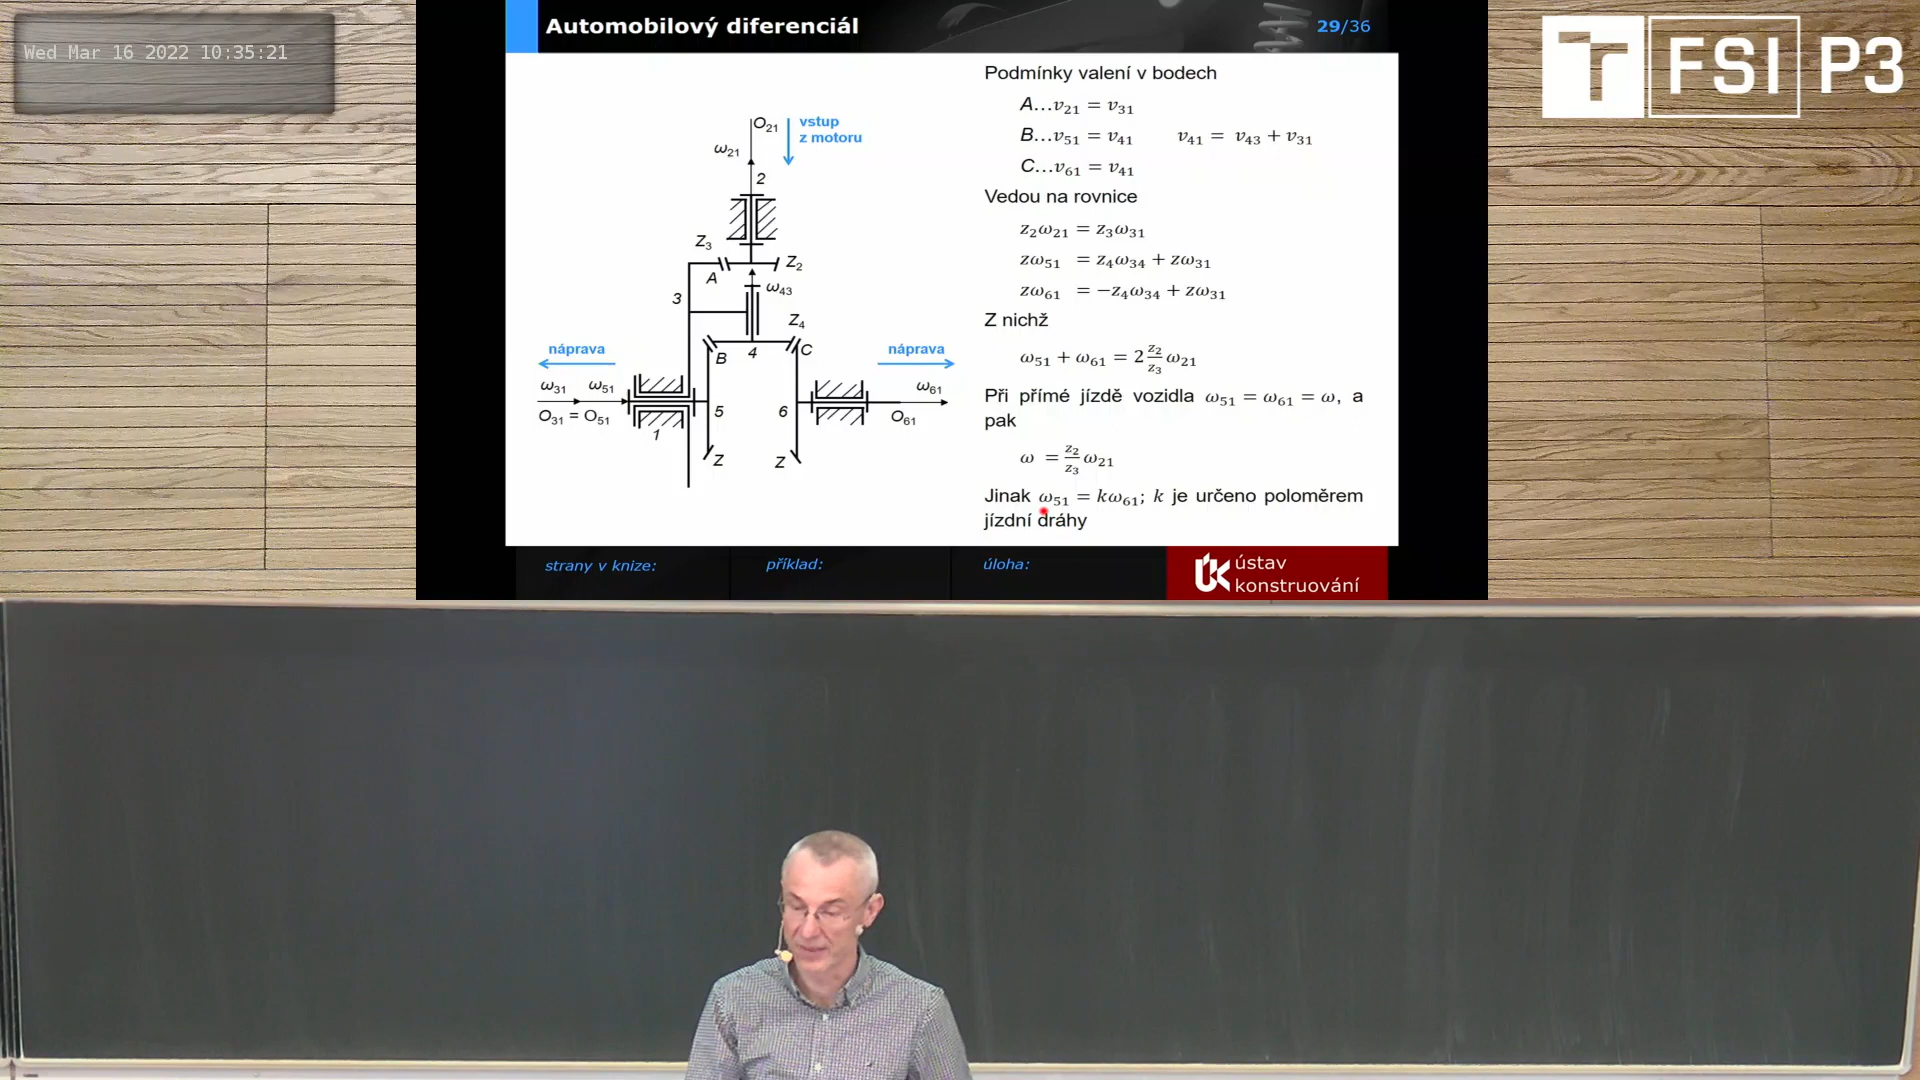 Wed Mar 16 2022 10:35:21
Automobilový diferenciál
29/36
T FSI P3
O21
vstup
z motoru
ω21
2
Z3
Z2
A
ω43
3
Z4
B
4
C
náprava
náprava
ω31
ω51
ω61
O31 = O51
5
6
O61
1
Z
Z
Podmínky valení v bodech
A…v21 = v31
B…v51 = v41 v41 = v43 + v31
C…v61 = v41
Vedou na rovnice
z2ω21 = z3ω31
zω51 = z4ω34 + zω31
zω61 = −z4ω34 + zω31
Z nichž
ω51 + ω61 = 2 z2/z3 ω21
Při přímé jízdě vozidla ω51 = ω61 = ω, a
pak
ω = z2/z3 ω21
Jinak ω51 = kω61; k je určeno poloměrem
jízdní dráhy
strany v knize:
příklad:
úloha:
ÚK ústav
konstruování